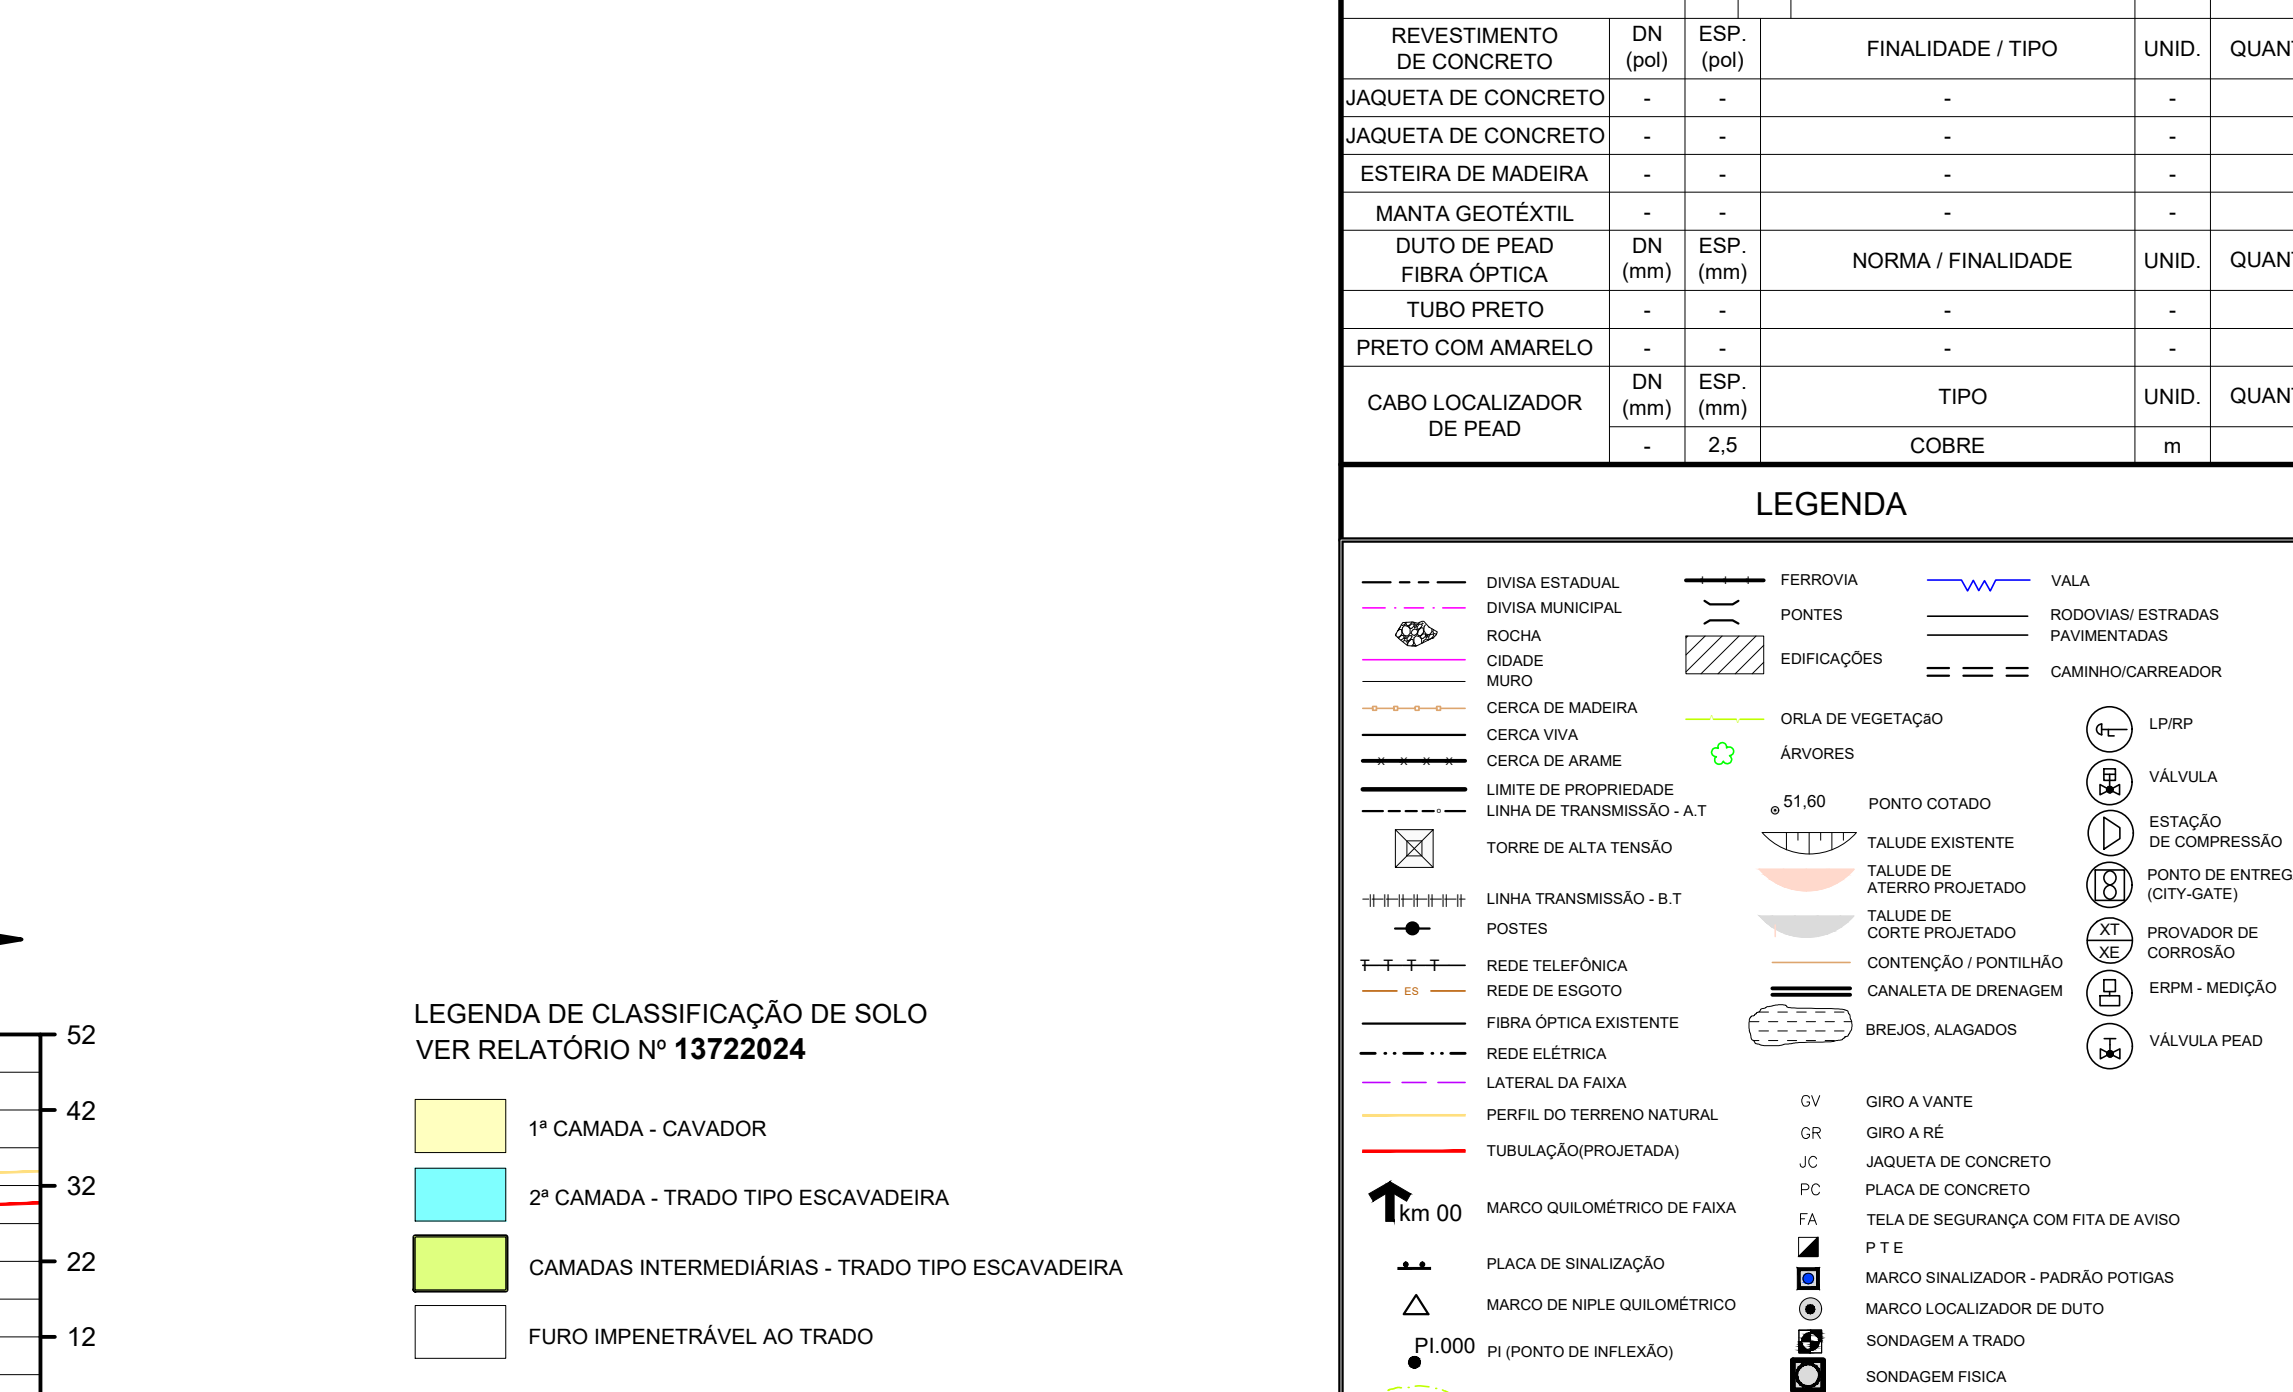 REVESTIMENTO
DE CONCRETO
DN
(pol)
ESP.
(pol)
FINALIDADE / TIPO
UNID.
JAQUETA DE CONCRETO - - - -
JAQUETA DE CONCRETO - - - -
ESTEIRA DE MADEIRA - - - -
MANTA GEOTÉXTIL - - - -
DUTO DE PEAD
FIBRA ÓPTICA
DN
(mm)
ESP.
(mm)
NORMA / FINALIDADE
UNID.
TUBO PRETO - - - -
PRETO COM AMARELO - - - -
CABO LOCALIZADOR
DE PEAD
DN
(mm)
ESP.
(mm)
TIPO
UNID.
- 2,5 COBRE m
LEGENDA
DIVISA ESTADUAL
DIVISA MUNICIPAL
ROCHA
CIDADE
MURO
CERCA DE MADEIRA
CERCA VIVA
x x x x CERCA DE ARAME
LIMITE DE PROPRIEDADE
LINHA DE TRANSMISSÃO - A.T
TORRE DE ALTA TENSÃO
LINHA TRANSMISSÃO - B.T
POSTES
T T T T REDE TELEFÔNICA
ES REDE DE ESGOTO
FIBRA ÓPTICA EXISTENTE
REDE ELÉTRICA
LATERAL DA FAIXA
PERFIL DO TERRENO NATURAL
TUBULAÇÃO(PROJETADA)
km 00 MARCO QUILOMÉTRICO DE FAIXA
PLACA DE SINALIZAÇÃO
MARCO DE NIPLE QUILOMÉTRICO
PI.000 PI (PONTO DE INFLEXÃO)
FERROVIA
PONTES
EDIFICAÇÕES
ORLA DE VEGETAÇãO
ÁRVORES
51,60 PONTO COTADO
TALUDE EXISTENTE
TALUDE DE
ATERRO PROJETADO
TALUDE DE
CORTE PROJETADO
CONTENÇÃO / PONTILHÃO
CANALETA DE DRENAGEM
BREJOS, ALAGADOS
GV GIRO A VANTE
GR GIRO A RÉ
JC JAQUETA DE CONCRETO
PC PLACA DE CONCRETO
FA TELA DE SEGURANÇA COM FITA DE AVISO
P T E
MARCO SINALIZADOR - PADRÃO POTIGAS
MARCO LOCALIZADOR DE DUTO
SONDAGEM A TRADO
SONDAGEM FISICA
VALA
RODOVIAS/ ESTRADAS
PAVIMENTADAS
CAMINHO/CARREADOR
LP/RP
VÁLVULA
ESTAÇÃO
DE COMPRESSÃO
PONTO DE
(CITY-GATE)
XT
XE
PROVADOR DE
CORROSÃO
ERPM - MEDIÇÃO
VÁLVULA PEAD
52
42
32
22
12
LEGENDA DE CLASSIFICAÇÃO DE SOLO
VER RELATÓRIO Nº 13722024
1ª CAMADA - CAVADOR
2ª CAMADA - TRADO TIPO ESCAVADEIRA
CAMADAS INTERMEDIÁRIAS - TRADO TIPO ESCAVADEIRA
FURO IMPENETRÁVEL AO TRADO